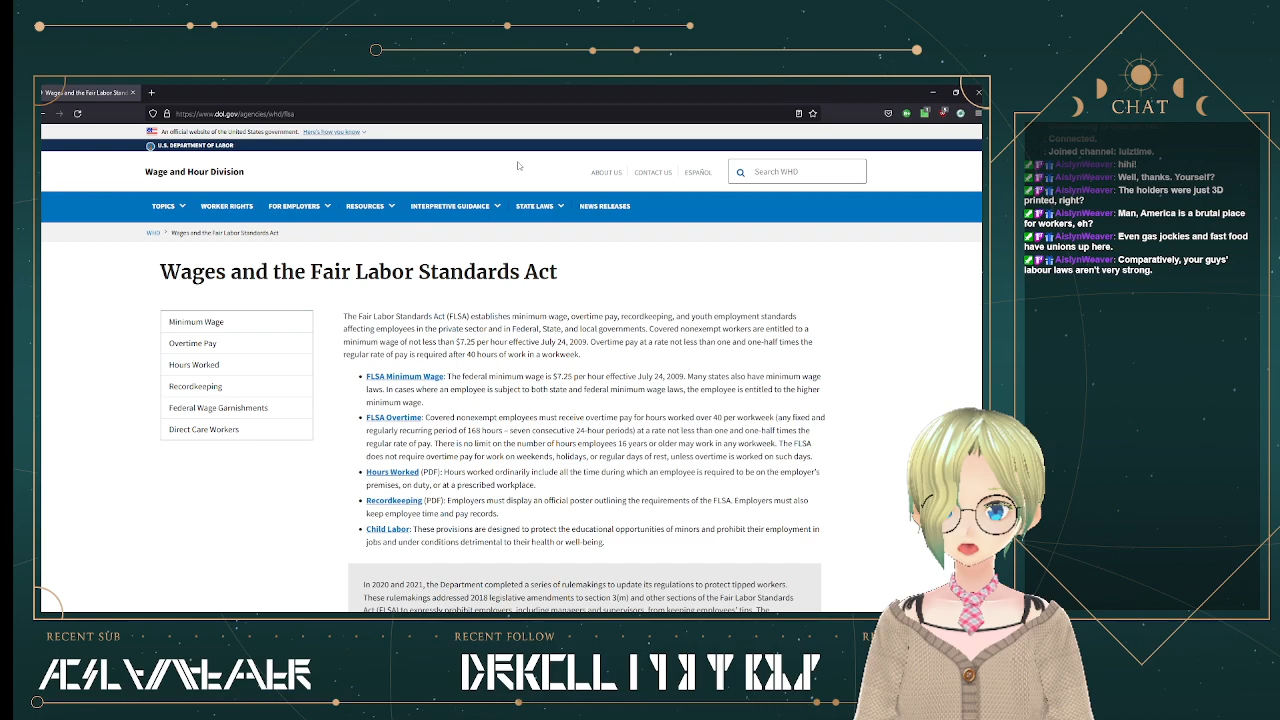 Wages and the Fair Labor Stand
https://www.dol.gov/agencies/whd/flsa
An official website of the United States government. Here's how you know
U.S. DEPARTMENT OF LABOR
Wage and Hour Division
ABOUT US
CONTACT US
ESPAÑOL
Search WHD
TOPICS
WORKER RIGHTS
FOR EMPLOYERS
RESOURCES
INTERPRETIVE GUIDANCE
STATE LAWS
NEWS RELEASES
WHD
Wages and the Fair Labor Standards Act
Wages and the Fair Labor Standards Act
Minimum Wage
Overtime Pay
Hours Worked
Recordkeeping
Federal Wage Garnishments
Direct Care Workers
The Fair Labor Standards Act (FLSA) establishes minimum wage, overtime pay, recordkeeping, and youth employment standards
affecting employees in the private sector and in Federal, State, and local governments. Covered nonexempt workers are entitled to a
minimum wage of not less than $7.25 per hour effective July 24, 2009. Overtime pay at a rate not less than one and one-half times the
regular rate of pay is required after 40 hours of work in a workweek.
• FLSA Minimum Wage: The federal minimum wage is $7.25 per hour effective July 24, 2009. Many states also have minimum wage
laws. In cases where an employee is subject to both state and federal minimum wage laws, the employee is entitled to the higher
minimum wage.
• FLSA Overtime: Covered nonexempt employees must receive overtime pay for hours worked over 40 per workweek (any fixed and
regularly recurring period of 168 hours – seven consecutive 24-hour periods) at a rate not less than one and one-half times the
regular rate of pay. There is no limit on the number of hours employees 16 years or older may work in any workweek. The FLSA
does not require overtime pay for work on weekends, holidays, or regular days of rest, unless overtime is worked on such days.
• Hours Worked (PDF): Hours worked ordinarily include all the time during which an employee is required to be on the employer's
premises, on duty, or at a prescribed workplace.
• Recordkeeping (PDF): Employers must display an official poster outlining the requirements of the FLSA. Employers must also
keep employee time and pay records.
• Child Labor: These provisions are designed to protect the educational opportunities of minors and prohibit their employment in
jobs and under conditions detrimental to their health or well-being.
In 2020 and 2021, the Department completed a series of rulemakings to update its regulations to protect tipped workers.
These rulemakings addressed 2018 legislative amendments to section 3(m) and other sections of the Fair Labor Standards
Act (FLSA) to expressly prohibit employers, including managers and supervisors, from keeping employees' tips. The
CHAT
Connected.
Joined channel: lulztime.
AislynWeaver: hihi!
AislynWeaver: Well, thanks. Yourself?
AislynWeaver: The holders were just 3D
printed, right?
AislynWeaver: Man, America is a brutal place
for workers, eh?
AislynWeaver: Even gas jockies and fast food
have unions up here.
AislynWeaver: Comparatively, your guys'
labour laws aren't very strong.
RECENT SUB
RECENT FOLLOW
AISLYNWEAVER